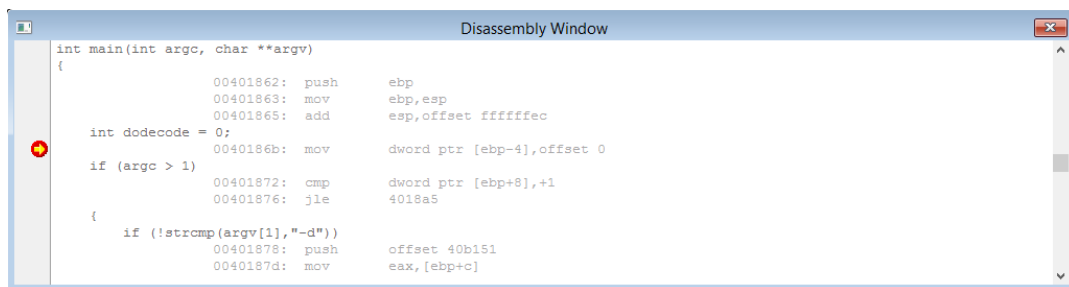 Disassembly Window
int main(int argc, char **argv)
{
00401862: push ebp
00401863: mov ebp,esp
00401865: add esp,offset ffffffec
int dodecode = 0;
0040186b: mov dword ptr [ebp-4],offset 0
if (argc > 1)
00401872: cmp dword ptr [ebp+8],+1
00401876: jle 4018a5
{
if (!strcmp(argv[1],"-d"))
00401878: push offset 40b151
0040187d: mov eax,[ebp+c]